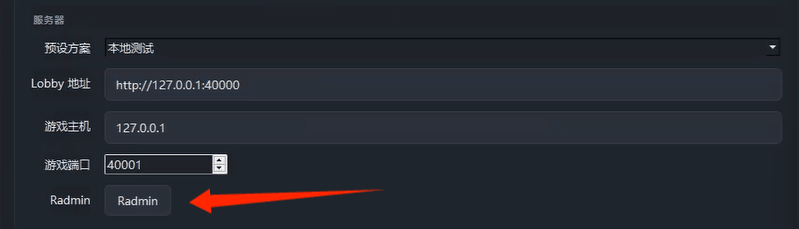 服务器
预设方案 本地测试
Lobby 地址 http://127.0.0.1:40000
游戏主机 127.0.0.1
游戏端口 40001
Radmin Radmin